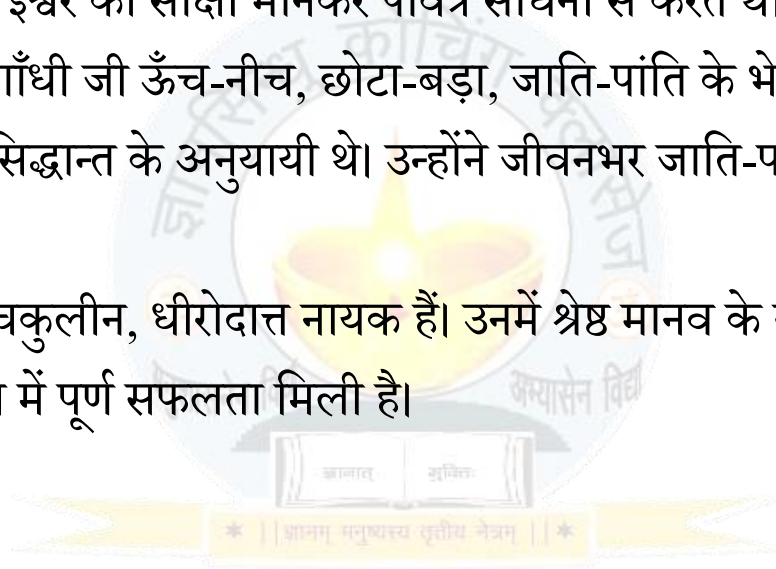 ईश्वर को साक्षी मानकर पवित्र साधनों से करते थे।
गाँधी जी ऊँच-नीच, छोटा-बड़ा, जाति-पांति के भे
सिद्धान्त के अनुयायी थे। उन्होंने जीवनभर जाति-प
चकुलीन, धीरोदात्त नायक हैं। उनमें श्रेष्ठ मानव के
में पूर्ण सफलता मिली है।
ज्ञानसिन्धु कोचिंग क्लासेज
अभ्यासेन विद्या
ज्ञानात् मुक्तिः
* ||ज्ञानम् मनुष्यस्य तृतीय नेत्रम् ||*